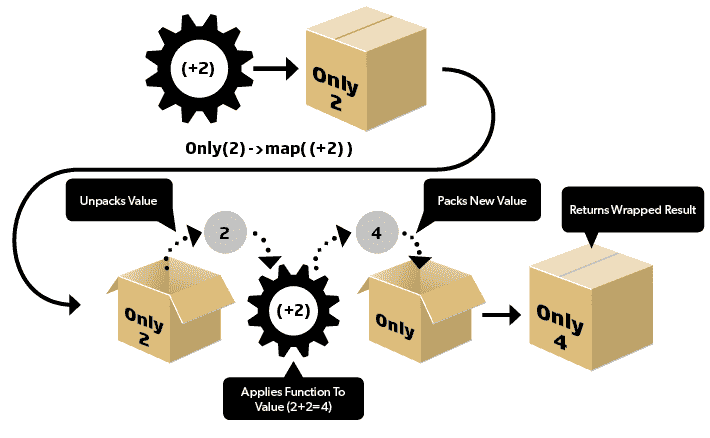 (+2)
Only
2
Only(2)->map((+2))
Unpacks Value
2
4
Packs New Value
Returns Wrapped Result
Only
2
(+2)
Only
Only
4
Applies Function To
Value (2+2=4)